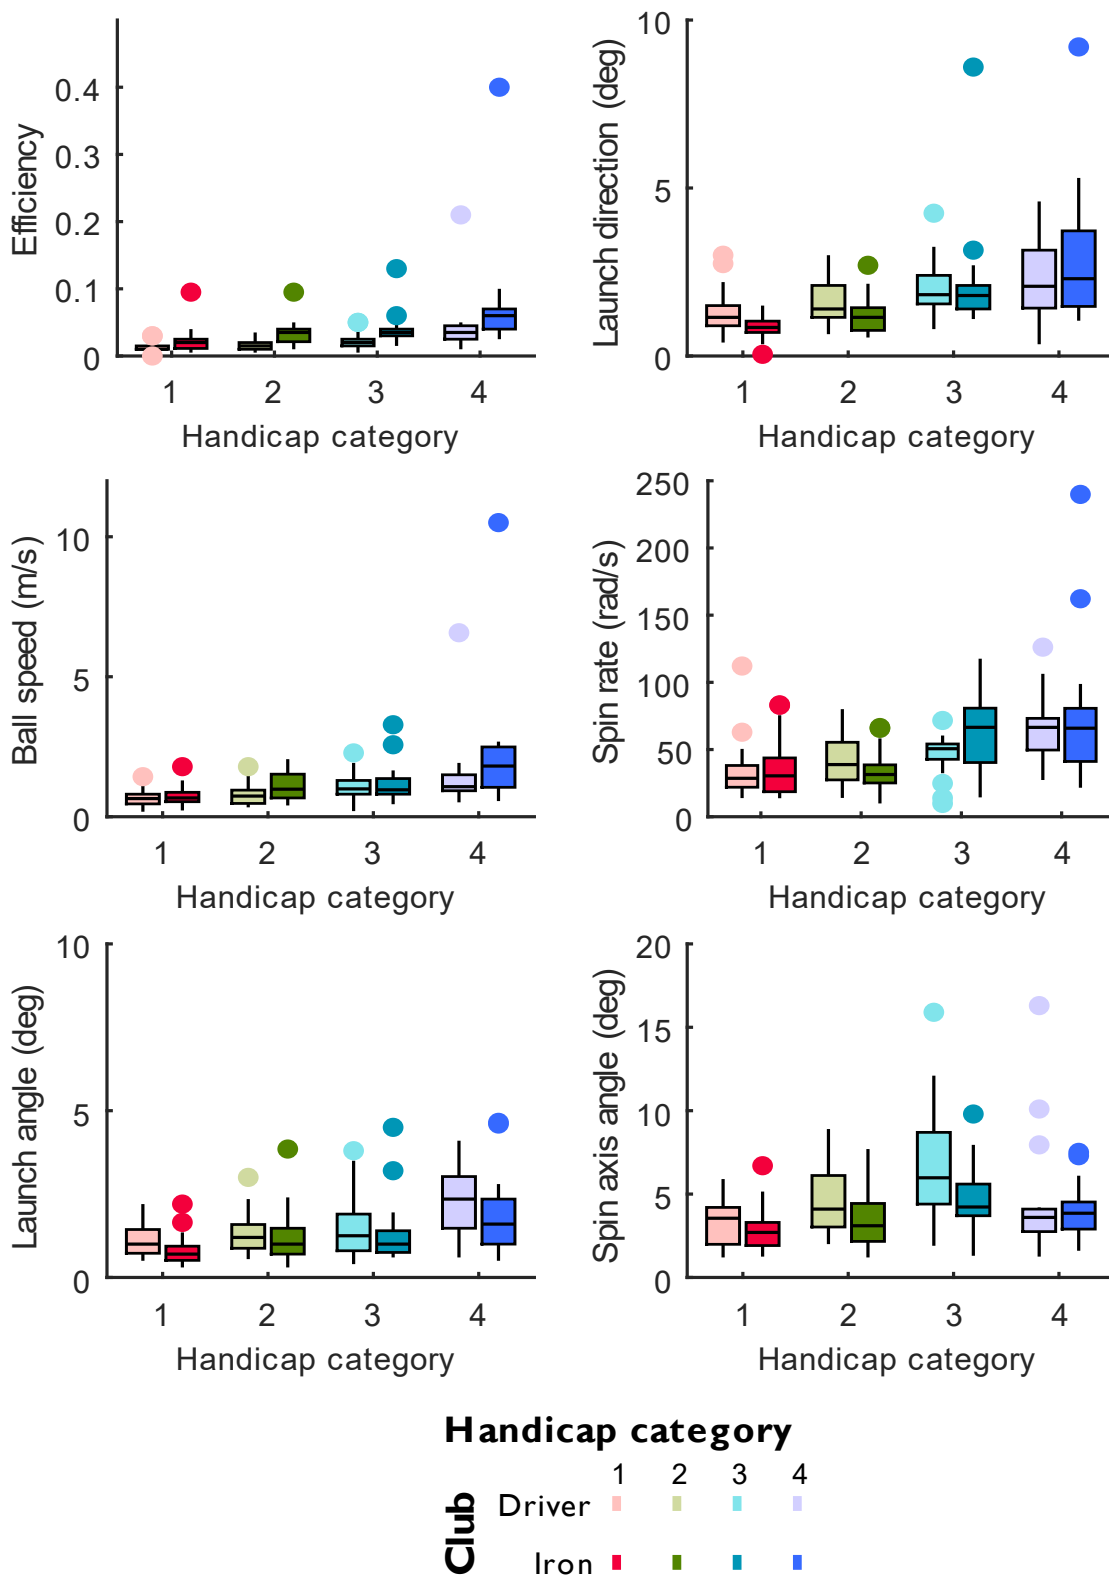 Efficiency
0.4
0.3
0.2
0.1
0
1 2 3 4
Handicap category
Launch direction (deg)
10
5
0
1 2 3 4
Handicap category
Ball speed (m/s)
10
5
0
1 2 3 4
Handicap category
Spin rate (rad/s)
250
200
150
100
50
0
1 2 3 4
Handicap category
Launch angle (deg)
10
5
0
1 2 3 4
Handicap category
Spin axis angle (deg)
20
15
10
5
0
1 2 3 4
Handicap category
Handicap category
1 2 3 4
Club
Driver
Iron